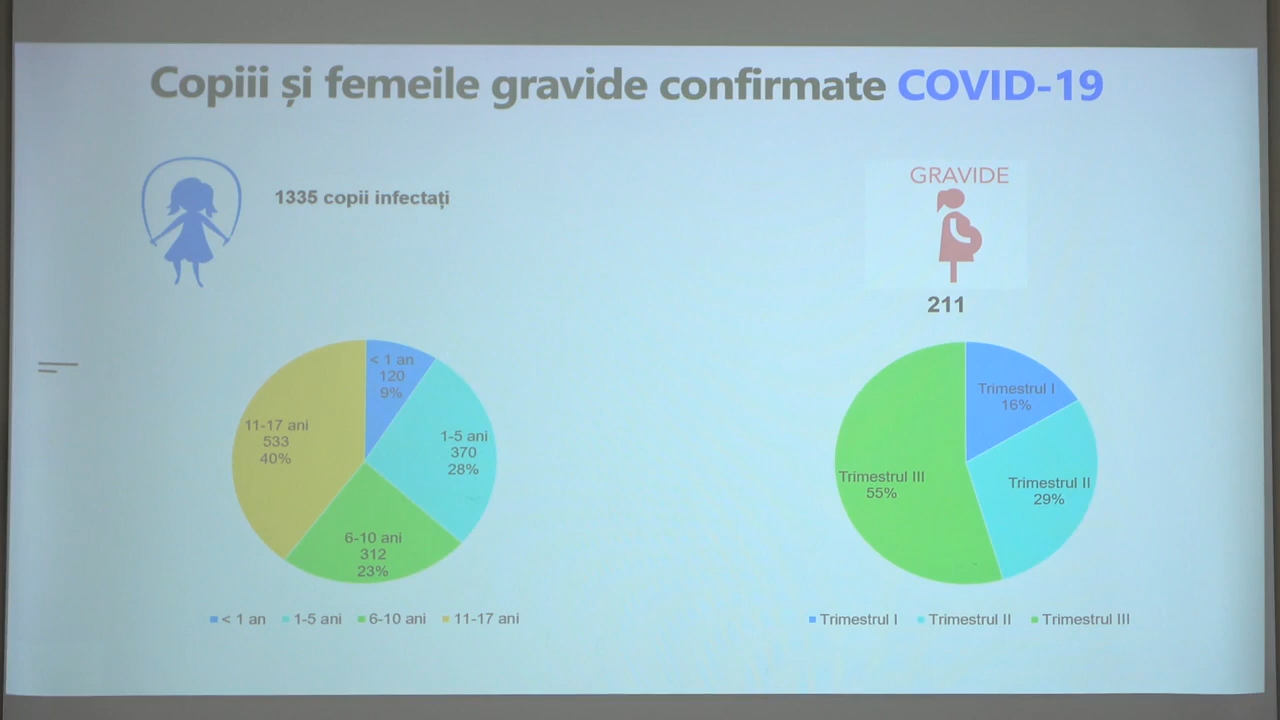 Copiii și femeile gravide confirmate COVID-19
1335 copii infectați
GRAVIDE
211
< 1 an
120
9%
1-5 ani
370
28%
6-10 ani
312
23%
11-17 ani
533
40%
< 1 an 1-5 ani 6-10 ani 11-17 ani
Trimestrul I
16%
Trimestrul II
29%
Trimestrul III
55%
Trimestrul I Trimestrul II Trimestrul III